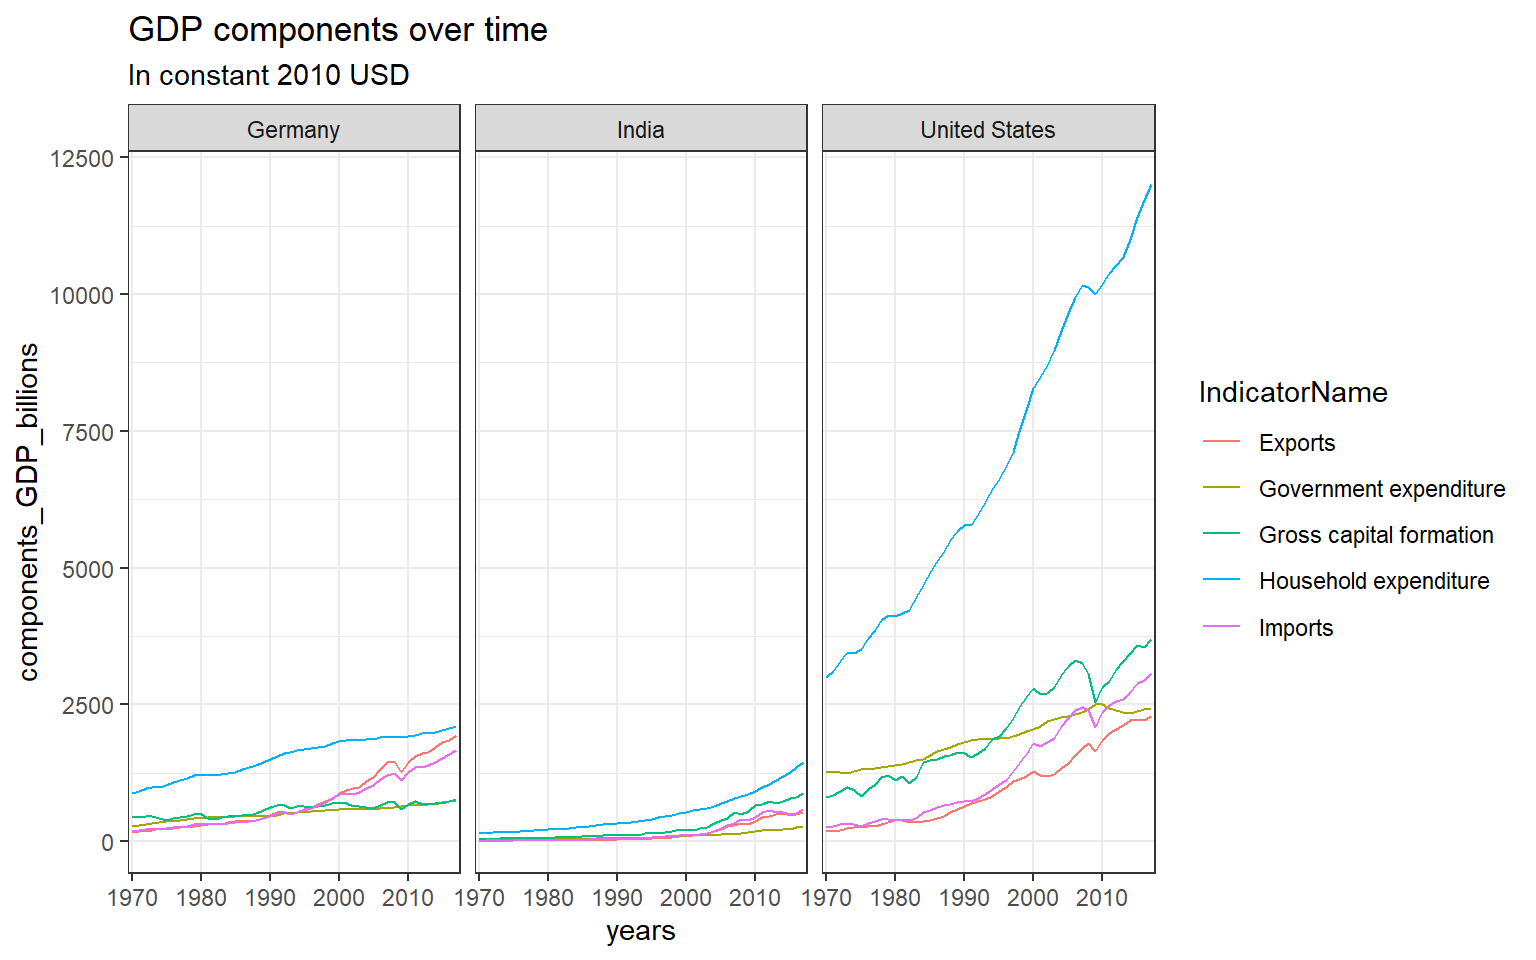 GDP components over time
In constant 2010 USD
Germany
India
United States
components_GDP_billions
12500
10000
7500
5000
2500
0
1970 1980 1990 2000 2010
1970 1980 1990 2000 2010
1970 1980 1990 2000 2010
years
IndicatorName
Exports
Government expenditure
Gross capital formation
Household expenditure
Imports